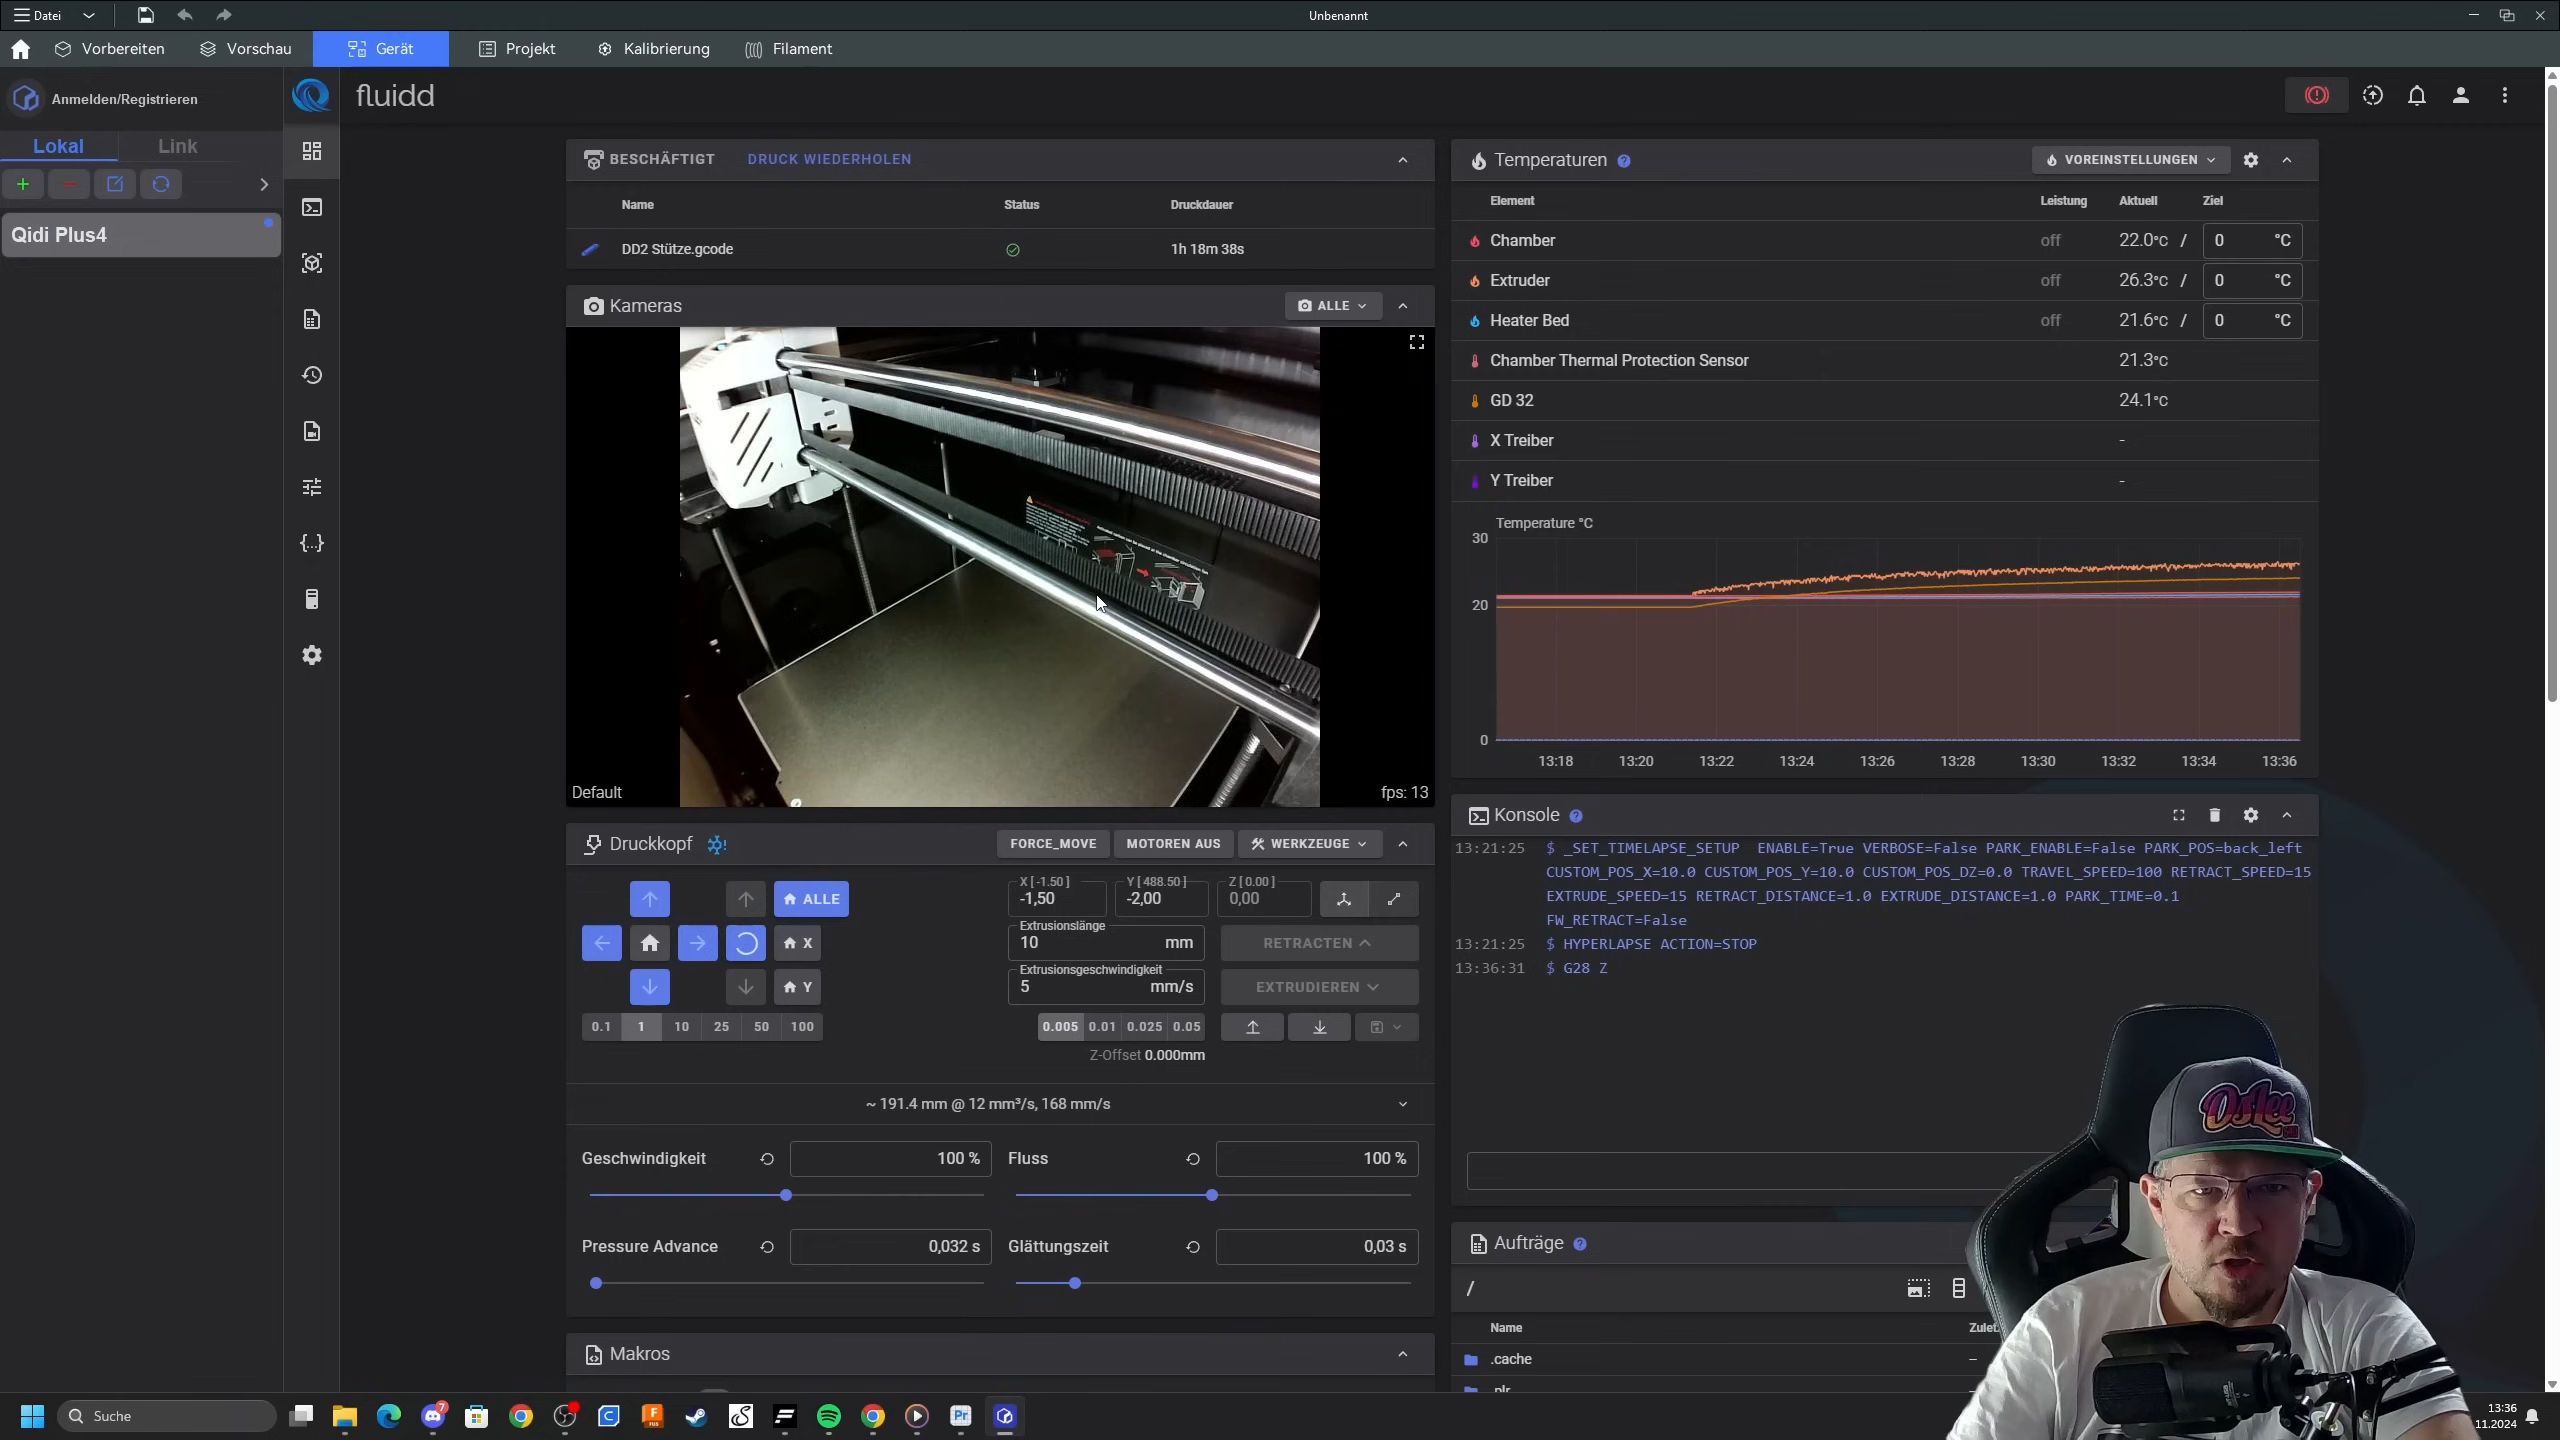 Datei
Unbenannt
Vorbereiten
Vorschau
Gerät
Projekt
Kalibrierung
Filament
Anmelden/Registrieren
fluidd
Lokal
Link
Qidi Plus4
BESCHÄFTIGT
DRUCK WIEDERHOLEN
Name
Status
Druckdauer
DD2 Stütze.gcode
1h 18m 38s
Kameras
ALLE
Default
fps: 13
Druckkopf
FORCE_MOVE
MOTOREN AUS
WERKZEUGE
ALLE
X
Y
0.1 1 10 25 50 100
X [ -1.50 ]
-1,50
Y [ 488.50 ]
-2,00
Z [ 0.00 ]
0,00
Extrusionslänge
10 mm
RETRACTEN
Extrusionsgeschwindigkeit
5 mm/s
EXTRUDIEREN
0.005 0.01 0.025 0.05
Z-Offset 0.000mm
~ 191.4 mm @ 12 mm³/s, 168 mm/s
Geschwindigkeit
100 %
Fluss
100 %
Pressure Advance
0,032 s
Glättungszeit
0,03 s
Makros
Temperaturen
VOREINSTELLUNGEN
Element Leistung Aktuell Ziel
Chamber off 22.0°C / 0 °C
Extruder off 26.3°C / 0 °C
Heater Bed off 21.6°C / 0 °C
Chamber Thermal Protection Sensor 21.3°C
GD 32 24.1°C
X Treiber -
Y Treiber -
Temperature °C
30
20
0
13:18 13:20 13:22 13:24 13:26 13:28 13:30 13:32 13:34 13:36
Konsole
13:21:25 $ _SET_TIMELAPSE_SETUP ENABLE=True VERBOSE=False PARK_ENABLE=False PARK_POS=back_left
CUSTOM_POS_X=10.0 CUSTOM_POS_Y=10.0 CUSTOM_POS_DZ=0.0 TRAVEL_SPEED=100 RETRACT_SPEED=15
EXTRUDE_SPEED=15 RETRACT_DISTANCE=1.0 EXTRUDE_DISTANCE=1.0 PARK_TIME=0.1
FW_RETRACT=False
13:21:25 $ HYPERLAPSE ACTION=STOP
13:36:31 $ G28 Z
Aufträge
/
Name
Zulet
.cache –
OsLee
Suche
7
Pr
13:36
11.2024